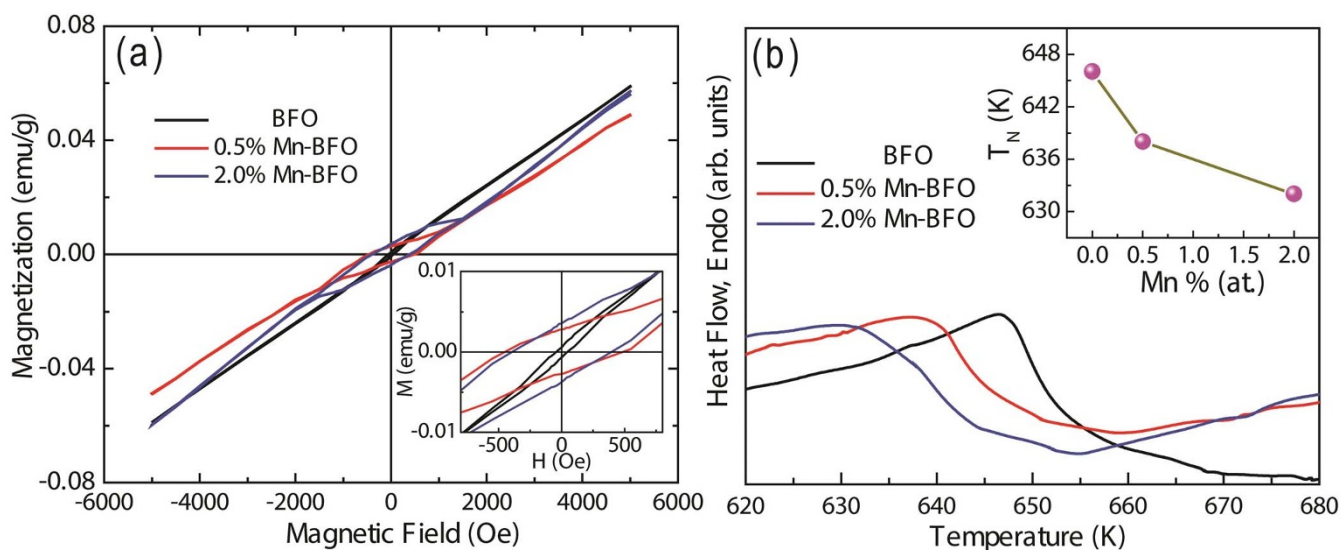 (a)
BFO
0.5% Mn-BFO
2.0% Mn-BFO
0.08
0.04
0.00
-0.04
-0.08
Magnetization (emu/g)
-6000 -4000 -2000 0 2000 4000 6000
Magnetic Field (Oe)
0.01
0.00
-0.01
M (emu/g)
-500 0 500
H (Oe)
(b)
BFO
0.5% Mn-BFO
2.0% Mn-BFO
Heat Flow, Endo (arb. units)
620 630 640 650 660 670 680
Temperature (K)
648
642
636
630
T_N (K)
0.0 0.5 1.0 1.5 2.0
Mn % (at.)